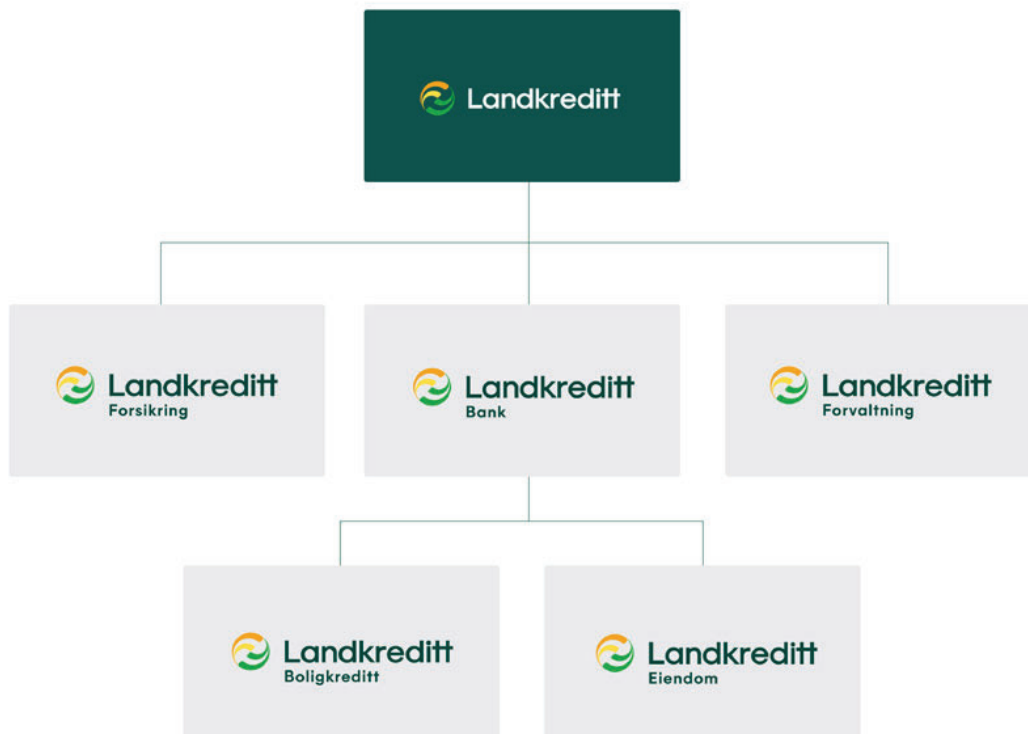 Landkreditt
Landkreditt
Forsikring
Landkreditt
Bank
Landkreditt
Forvaltning
Landkreditt
Boligkreditt
Landkreditt
Eiendom